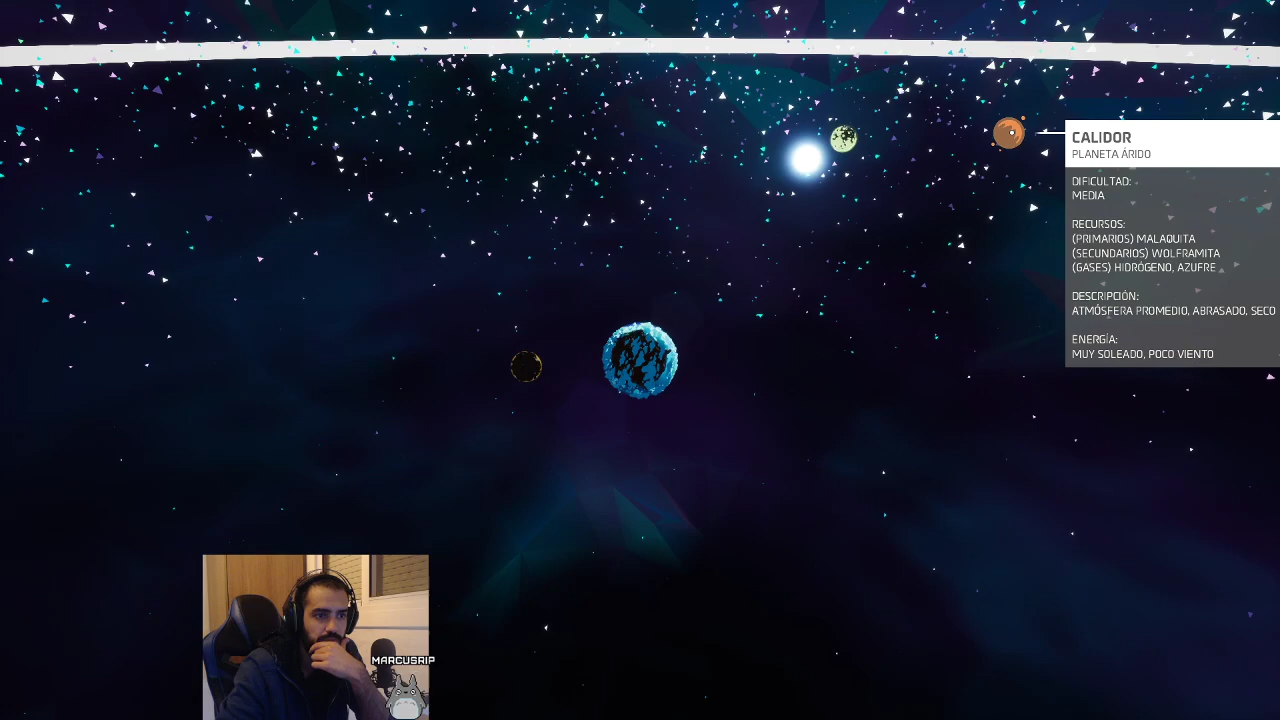 CALIDOR
PLANETA ÁRIDO
DIFICULTAD:
MEDIA
RECURSOS:
(PRIMARIOS) MALAQUITA
(SECUNDARIOS) WOLFRAMITA
(GASES) HIDRÓGENO, AZUFRE
DESCRIPCIÓN:
ATMÓSFERA PROMEDIO, ABRASADO, SECO
ENERGÍA:
MUY SOLEADO, POCO VIENTO
MARCUSRIP